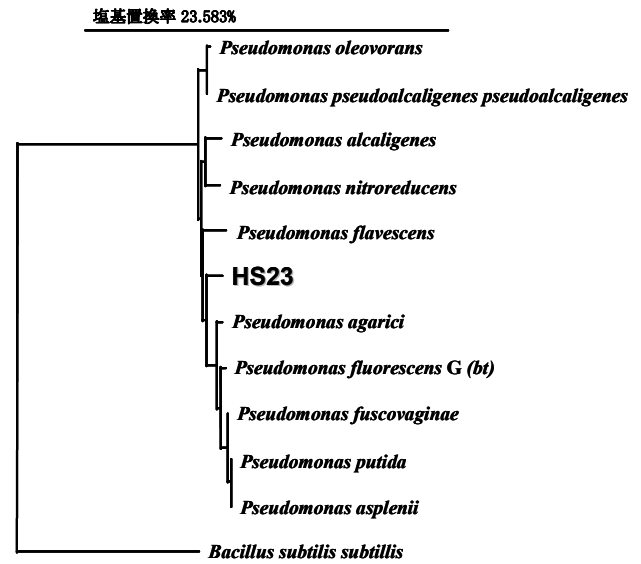 塩基置換率 23.583%
Pseudomonas oleovorans
Pseudomonas pseudoalcaligenes pseudoalcaligenes
Pseudomonas alcaligenes
Pseudomonas nitroreducens
Pseudomonas flavescens
HS23
Pseudomonas agarici
Pseudomonas fluorescens G (bt)
Pseudomonas fuscovaginae
Pseudomonas putida
Pseudomonas asplenii
Bacillus subtilis subtillis